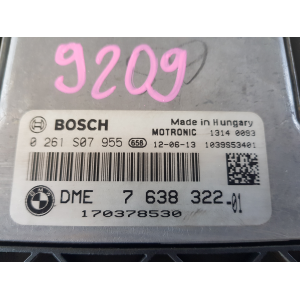 9209
BOSCH
Made in Hungary
MOTRONIC 1314 0093
0 261 S07 955 658 12-06-13 1039S53401
DME 7 638 322-01
170378530